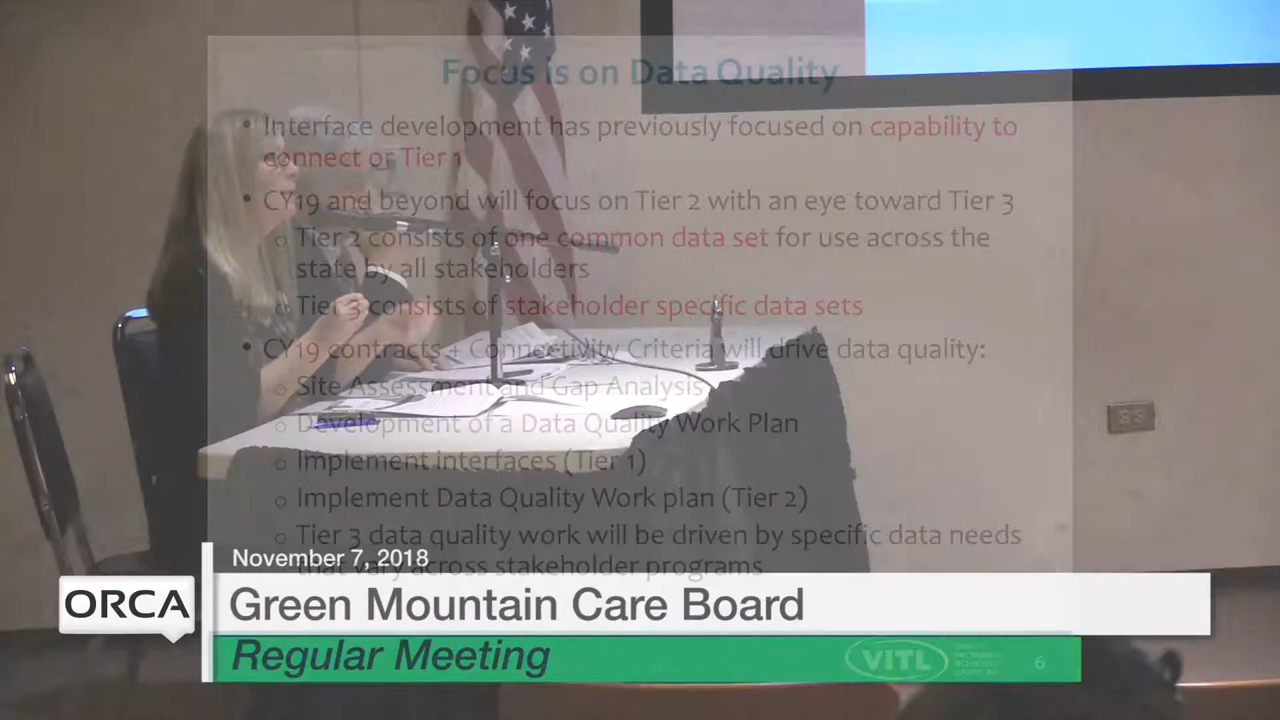 Focus is on Data Quality
• Interface development has previously focused on capability to
connect or Tier 1
• CY19 and beyond will focus on Tier 2 with an eye toward Tier 3
o Tier 2 consists of one common data set for use across the
state by all stakeholders
o Tier 3 consists of stakeholder specific data sets
• CY19 contracts + Connectivity Criteria will drive data quality:
o Site Assessment and Gap Analysis
o Development of a Data Quality Work Plan
o Implement Interfaces (Tier 1)
o Implement Data Quality Work plan (Tier 2)
o Tier 3 data quality work will be driven by specific data needs
that vary across stakeholder programs
November 7, 2018
ORCA
Green Mountain Care Board
Regular Meeting
VITL
6